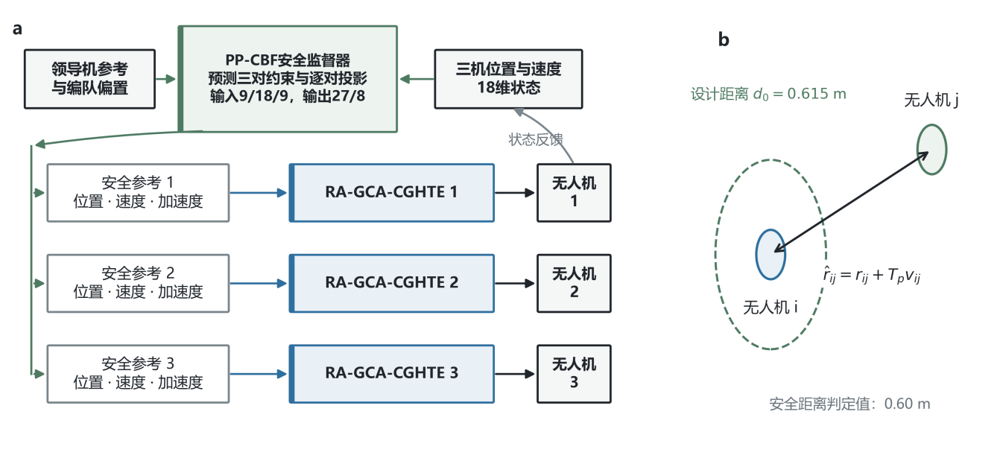 a
领导机参考
与编队偏置
PP-CBF安全监督器
预测三对约束与逐对投影
输入9/18/9，输出27/8
三机位置与速度
18维状态
状态反馈
安全参考 1
位置 · 速度 · 加速度
RA-GCA-CGHTE 1
无人机
1
安全参考 2
位置 · 速度 · 加速度
RA-GCA-CGHTE 2
无人机
2
安全参考 3
位置 · 速度 · 加速度
RA-GCA-CGHTE 3
无人机
3
b
设计距离 d₀ = 0.615 m
无人机 j
r̂ᵢⱼ = rᵢⱼ + Tₚvᵢⱼ
无人机 i
安全距离判定值：0.60 m